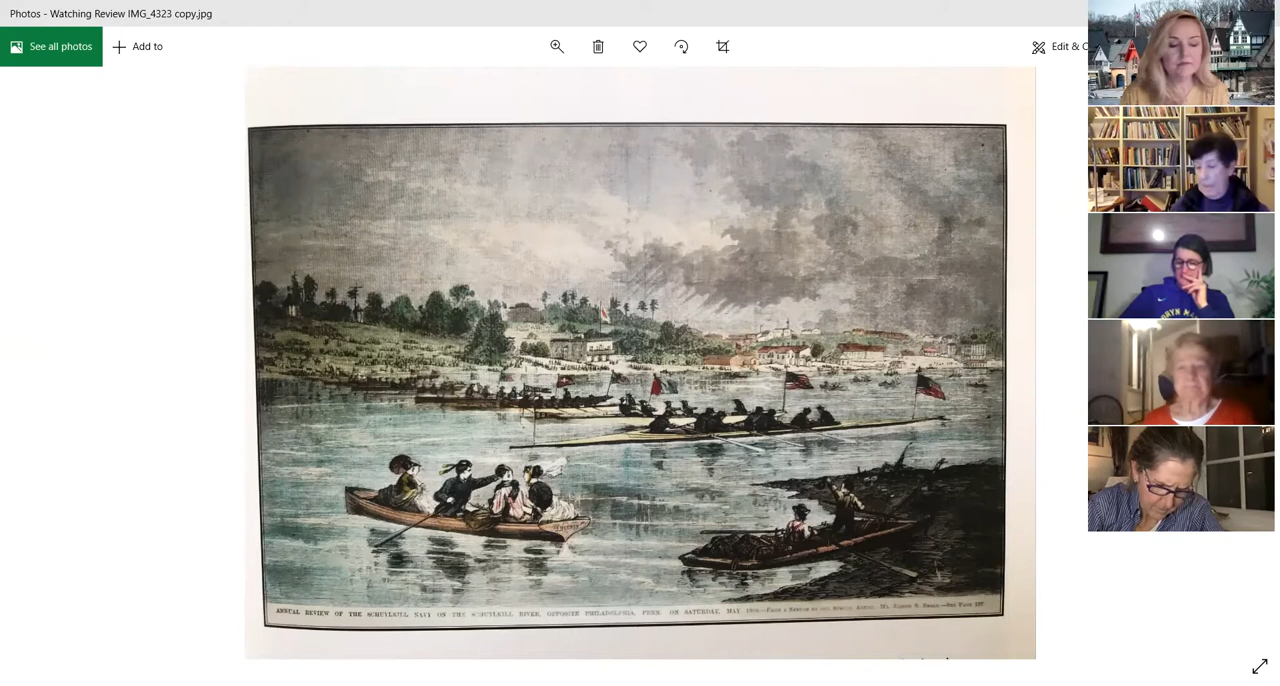 Photos - Watching Review IMG_4323 copy.jpg
See all photos
Add to
Edit & C
ANNUAL REVIEW OF THE SCHUYLKILL NAVY ON THE SCHUYLKILL RIVER, OPPOSITE PHILADELPHIA, PENN. ON SATURDAY, MAY